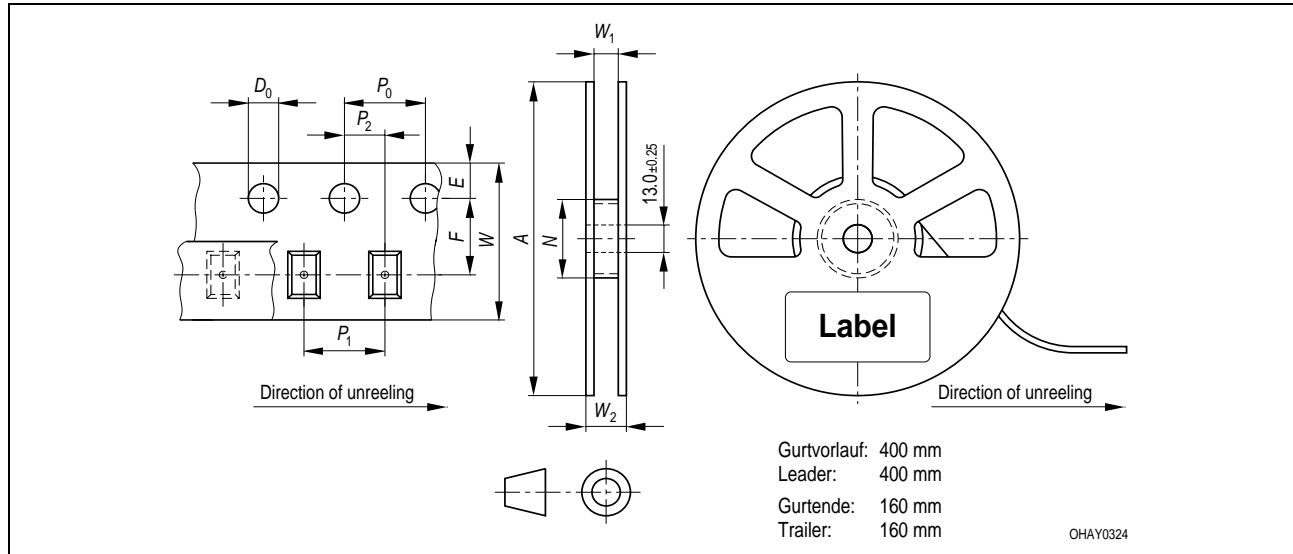 W1
D0
P0
P2
E
F
W
A
N
13.0±0.25
P1
Label
Direction of unreeling
W2
Direction of unreeling
Gurtvorlauf: 400 mm
Leader: 400 mm
Gurtende: 160 mm
Trailer: 160 mm
OHAY0324